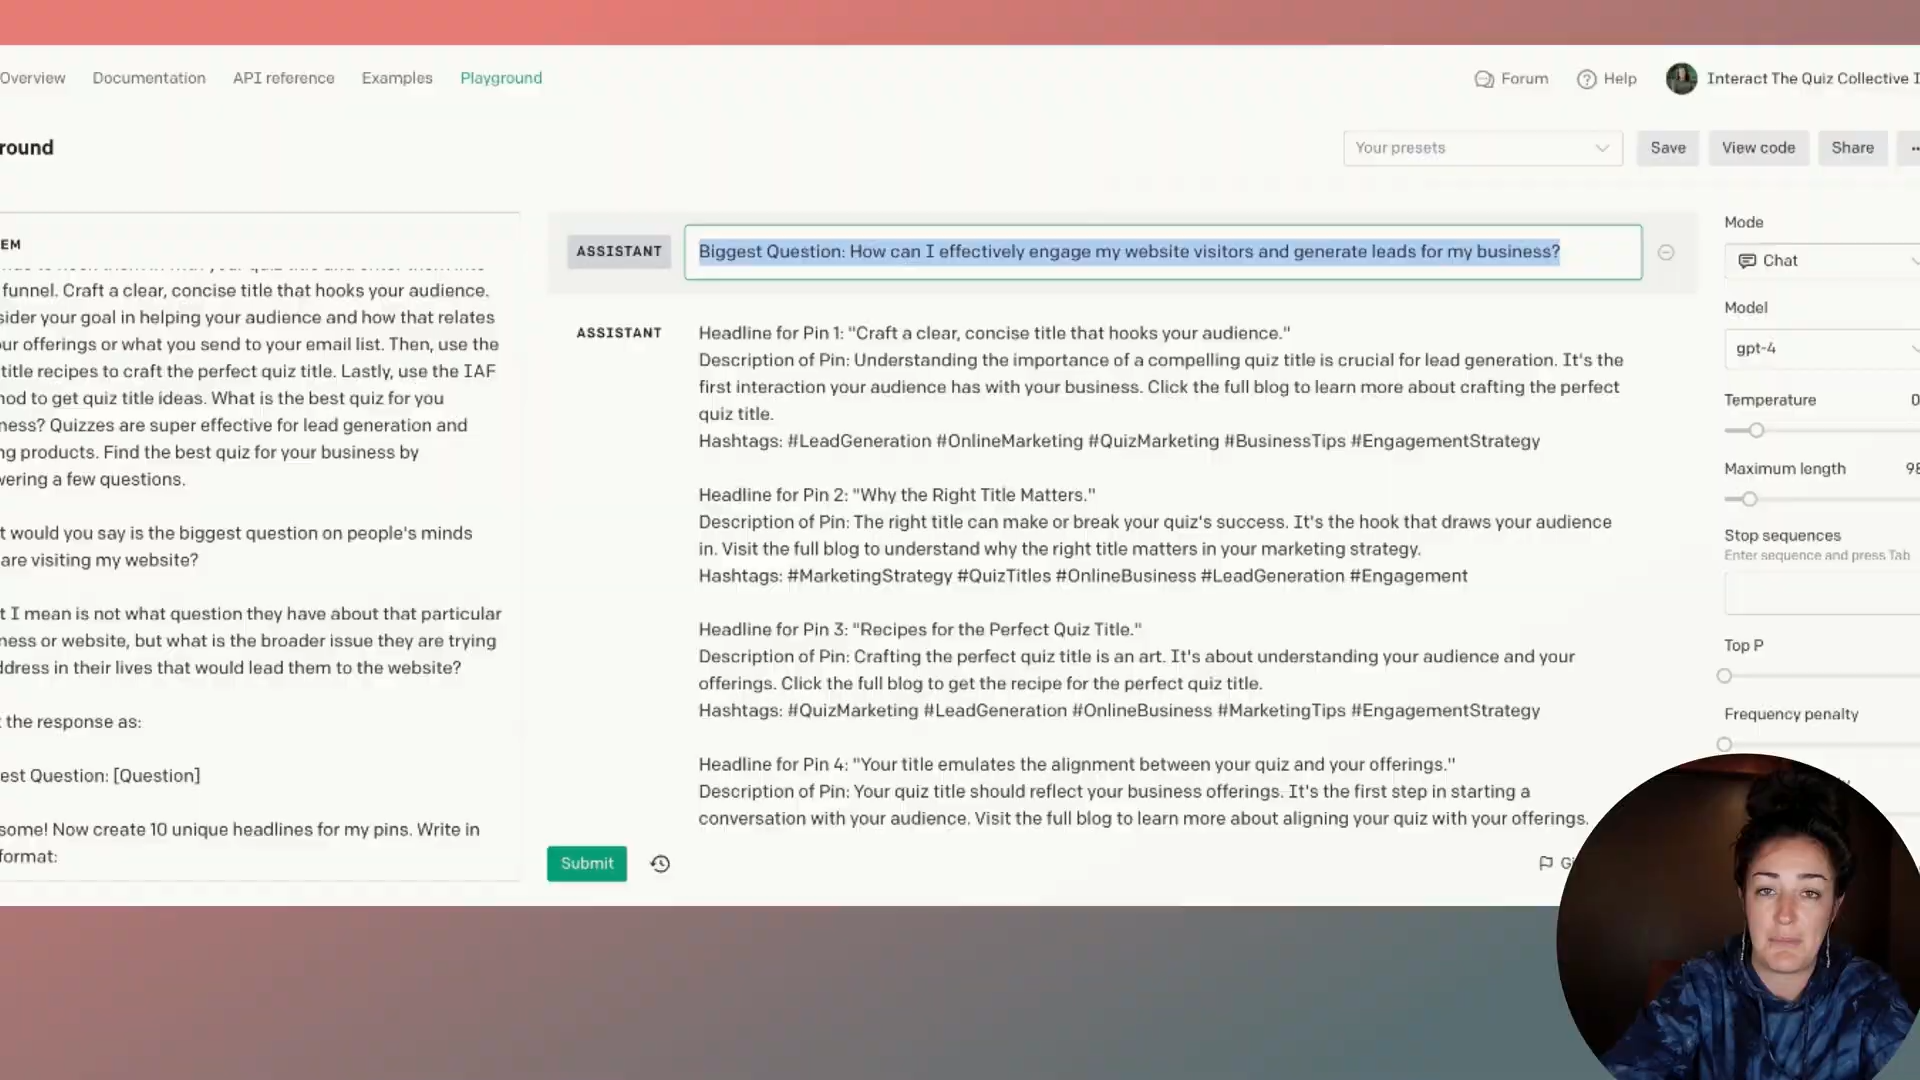 Overview Documentation API reference Examples Playground Forum Help Interact The Quiz Collective I
round Your presets Save View code Share
EM
funnel. Craft a clear, concise title that hooks your audience.
sider your goal in helping your audience and how that relates
ur offerings or what you send to your email list. Then, use the
title recipes to craft the perfect quiz title. Lastly, use the IAF
nod to get quiz title ideas. What is the best quiz for you
ness? Quizzes are super effective for lead generation and
ng products. Find the best quiz for your business by
wering a few questions.
t would you say is the biggest question on people's minds
are visiting my website?
t I mean is not what question they have about that particular
ness or website, but what is the broader issue they are trying
ddress in their lives that would lead them to the website?
t the response as:
est Question: [Question]
some! Now create 10 unique headlines for my pins. Write in
format:
ASSISTANT Biggest Question: How can I effectively engage my website visitors and generate leads for my business?
ASSISTANT Headline for Pin 1: "Craft a clear, concise title that hooks your audience."
Description of Pin: Understanding the importance of a compelling quiz title is crucial for lead generation. It's the
first interaction your audience has with your business. Click the full blog to learn more about crafting the perfect
quiz title.
Hashtags: #LeadGeneration #OnlineMarketing #QuizMarketing #BusinessTips #EngagementStrategy
Headline for Pin 2: "Why the Right Title Matters."
Description of Pin: The right title can make or break your quiz's success. It's the hook that draws your audience
in. Visit the full blog to understand why the right title matters in your marketing strategy.
Hashtags: #MarketingStrategy #QuizTitles #OnlineBusiness #LeadGeneration #Engagement
Headline for Pin 3: "Recipes for the Perfect Quiz Title."
Description of Pin: Crafting the perfect quiz title is an art. It's about understanding your audience and your
offerings. Click the full blog to get the recipe for the perfect quiz title.
Hashtags: #QuizMarketing #LeadGeneration #OnlineBusiness #MarketingTips #EngagementStrategy
Headline for Pin 4: "Your title emulates the alignment between your quiz and your offerings."
Description of Pin: Your quiz title should reflect your business offerings. It's the first step in starting a
conversation with your audience. Visit the full blog to learn more about aligning your quiz with your offerings.
Submit
Gi
Mode
Chat
Model
gpt-4
Temperature 0
Maximum length 98
Stop sequences
Enter sequence and press Tab
Top P
Frequency penalty